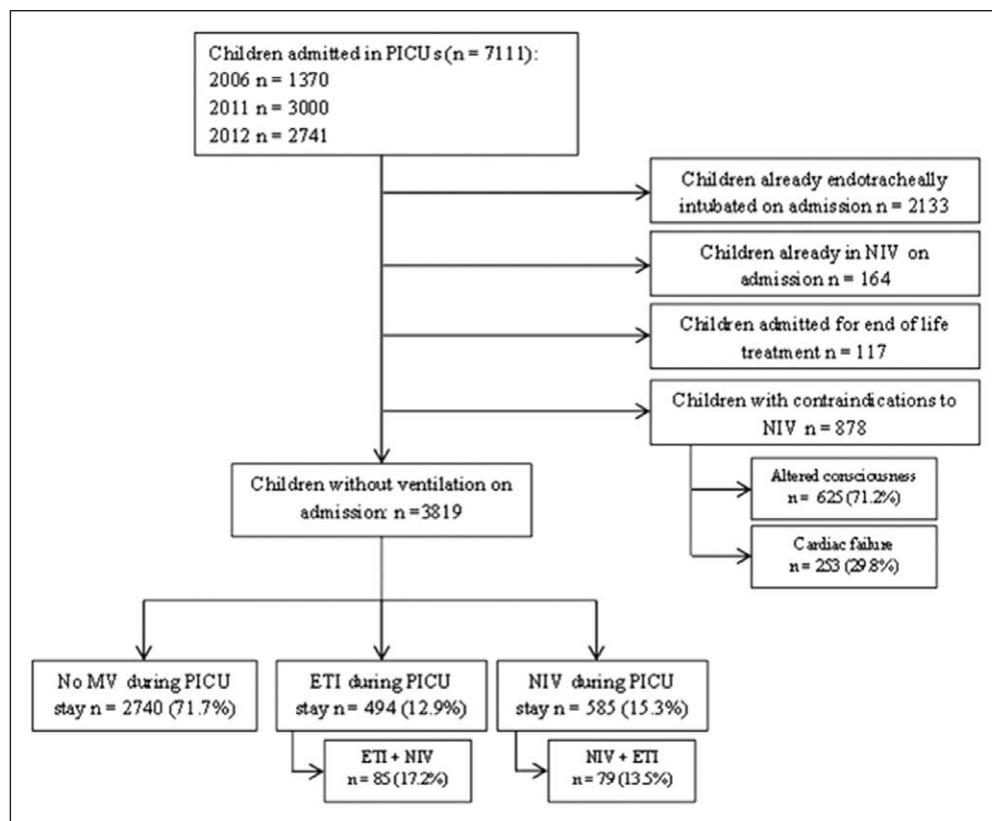 Children admitted in PICUs (n = 7111):
2006 n = 1370
2011 n = 3000
2012 n = 2741
Children already endotracheally
intubated on admission n = 2133
Children already in NIV on
admission n = 164
Children admitted for end of life
treatment n = 117
Children with contraindications to
NIV n = 878
Altered consciousness
n = 625 (71.2%)
Cardiac failure
n = 253 (29.8%)
Children without ventilation on
admission: n =3819
No MV during PICU
stay n = 2740 (71.7%)
ETI during PICU
stay n = 494 (12.9%)
NIV during PICU
stay n = 585 (15.3%)
ETI + NIV
n = 85 (17.2%)
NIV + ETI
n = 79 (13.5%)